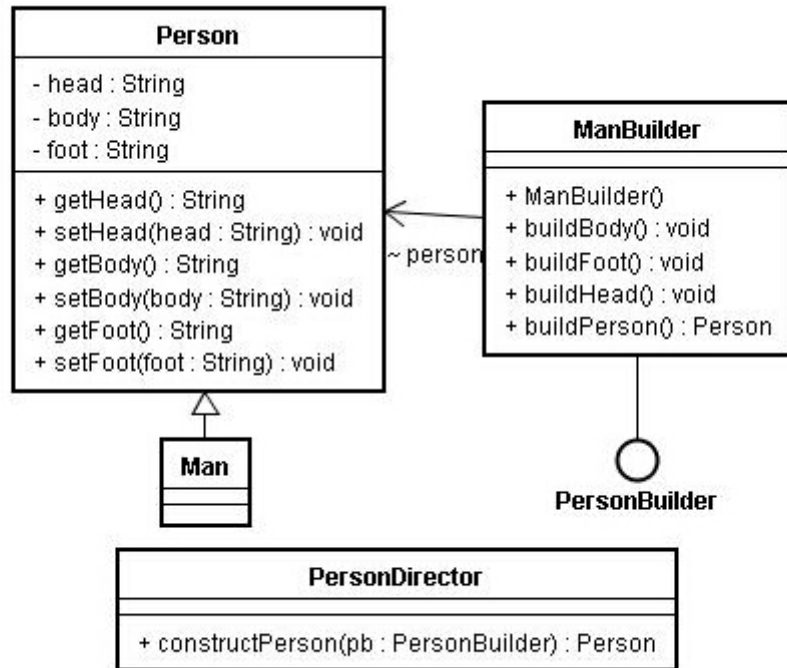 Person
- head : String
- body : String
- foot : String
+ getHead() : String
+ setHead(head : String) : void
+ getBody() : String
+ setBody(body : String) : void
+ getFoot() : String
+ setFoot(foot : String) : void
ManBuilder
+ ManBuilder()
+ buildBody() : void
+ buildFoot() : void
+ buildHead() : void
+ buildPerson() : Person
~ person
Man
PersonBuilder
PersonDirector
+ constructPerson(pb : PersonBuilder) : Person